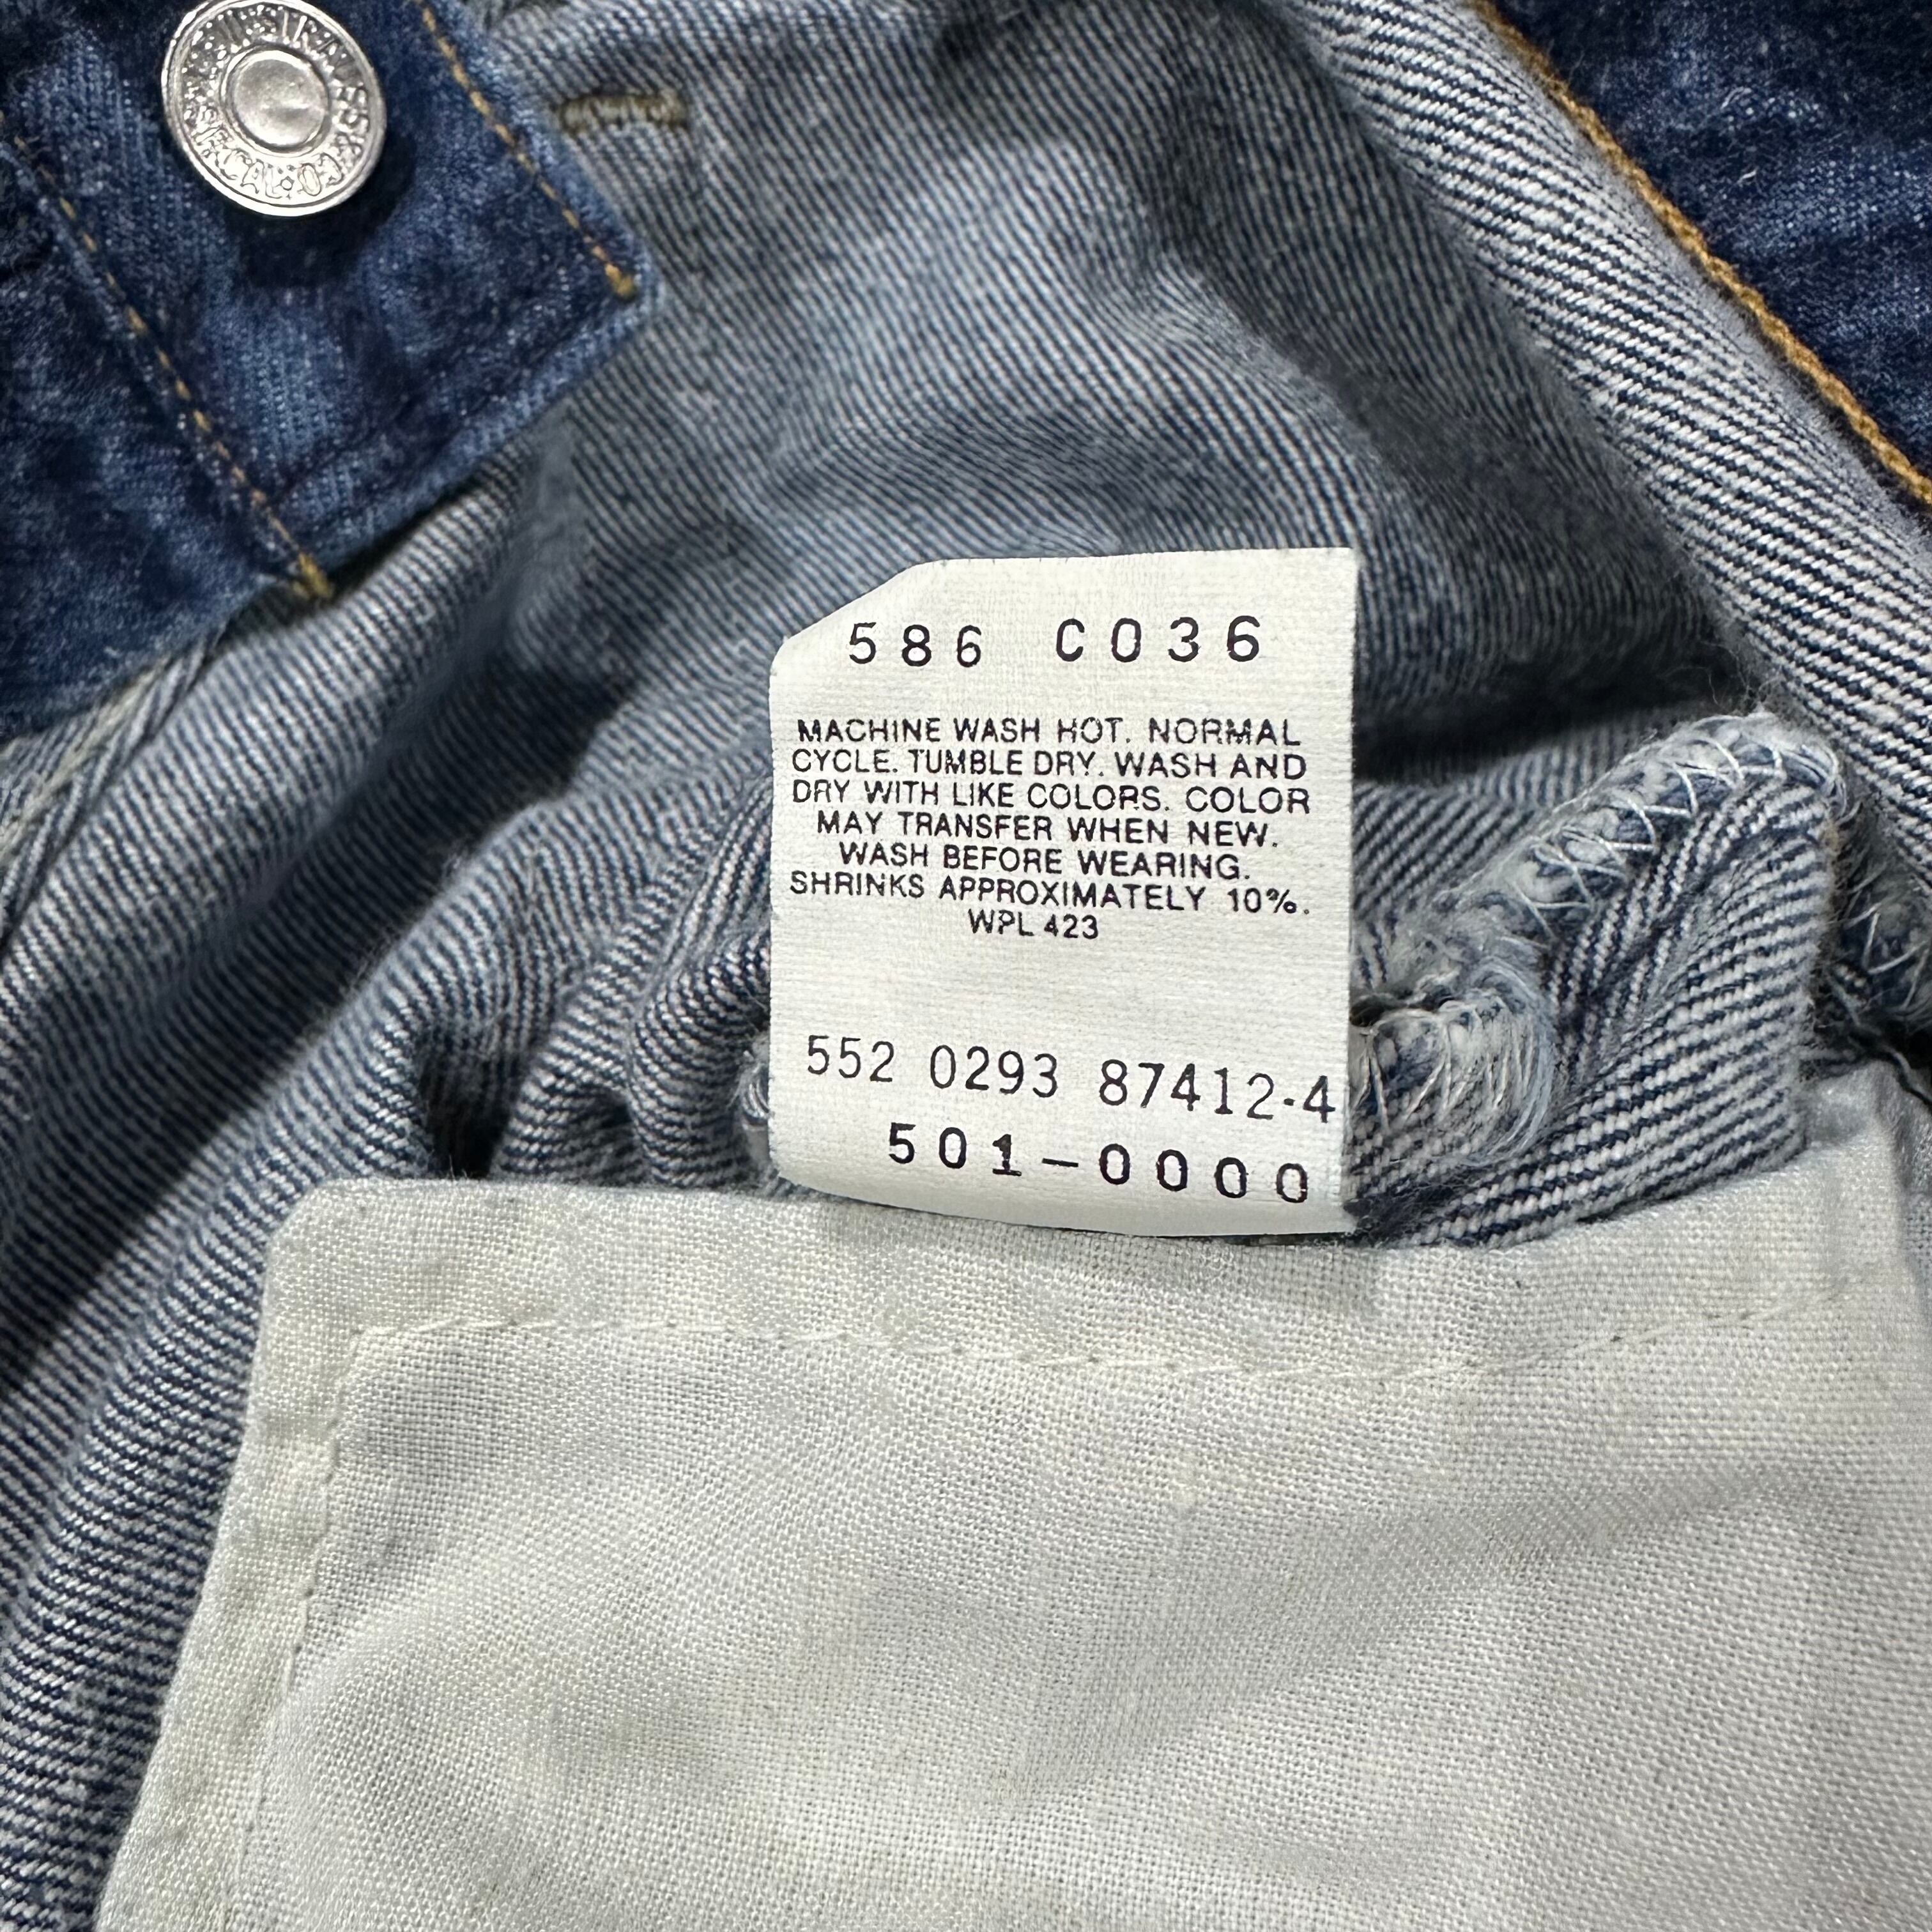 586 C036
MACHINE WASH HOT. NORMAL
CYCLE. TUMBLE DRY. WASH AND
DRY WITH LIKE COLORS. COLOR
MAY TRANSFER WHEN NEW.
WASH BEFORE WEARING.
SHRINKS APPROXIMATELY 10%.
WPL 423
552 0293 87412-4
501-0000